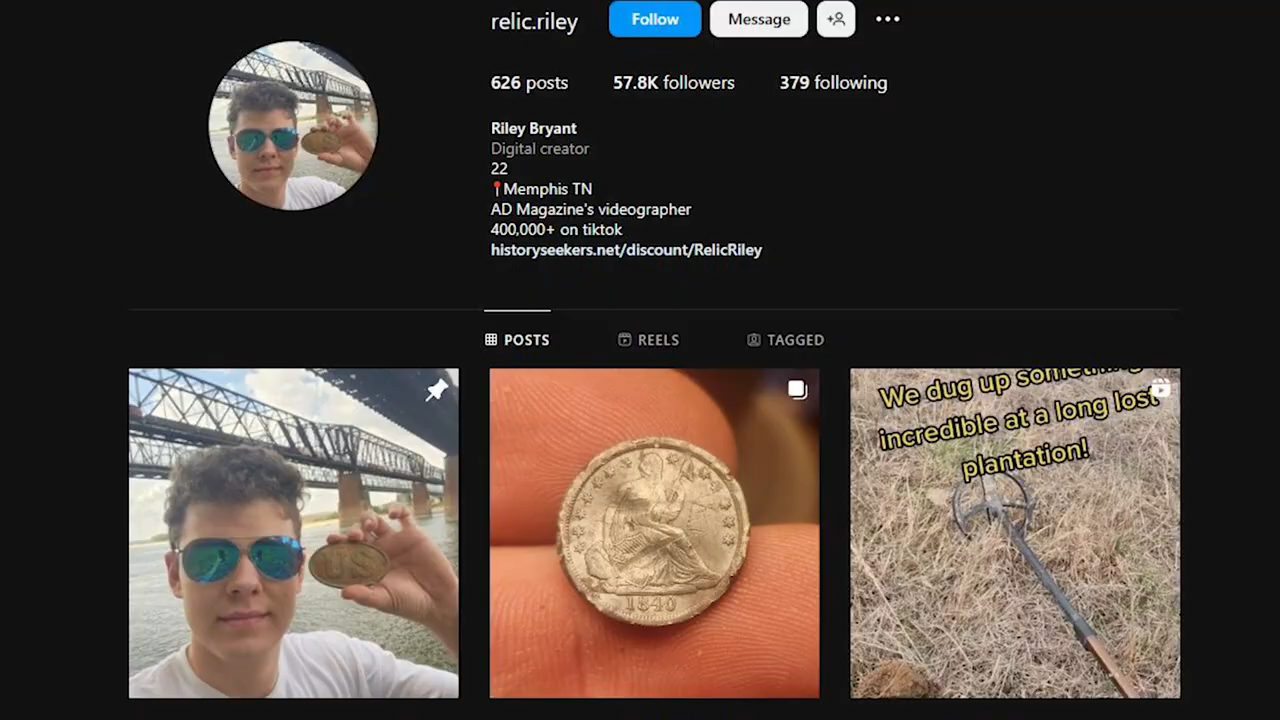 relic.riley Follow Message
626 posts 57.8K followers 379 following
Riley Bryant
Digital creator
22
📍Memphis TN
AD Magazine's videographer
400,000+ on tiktok
historyseekers.net/discount/RelicRiley
POSTS REELS TAGGED
US
1840
We dug up something
incredible at a long lost
plantation!